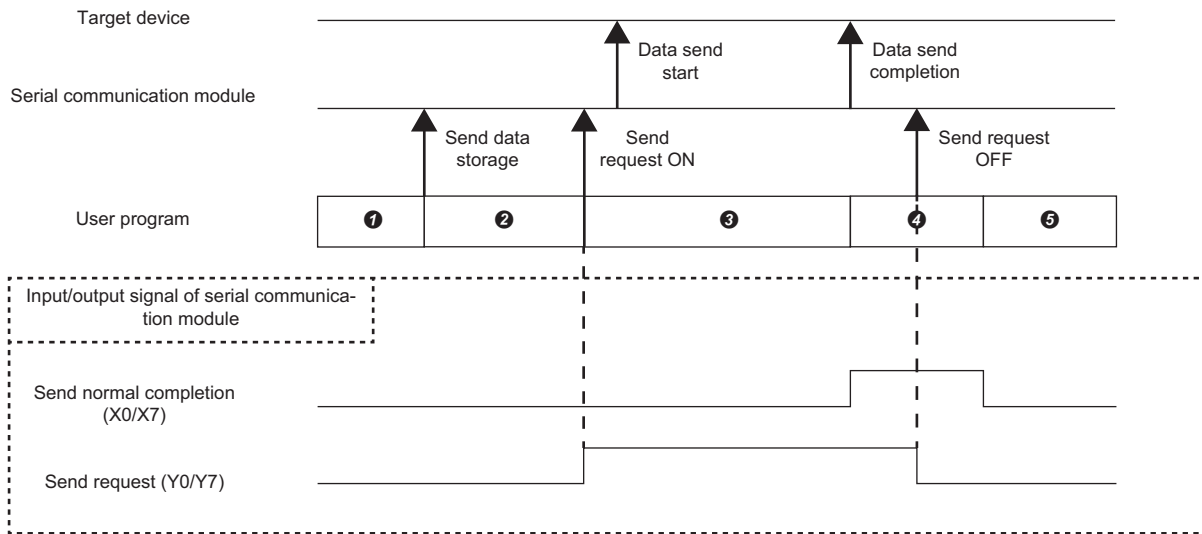 Target device
Data send
start
Data send
completion
Serial communication module
Send data
storage
Send
request ON
Send request
OFF
User program
❶
❷
❸
❹
❺
Input/output signal of serial communica-
tion module
Send normal completion
(X0/X7)
Send request (Y0/Y7)